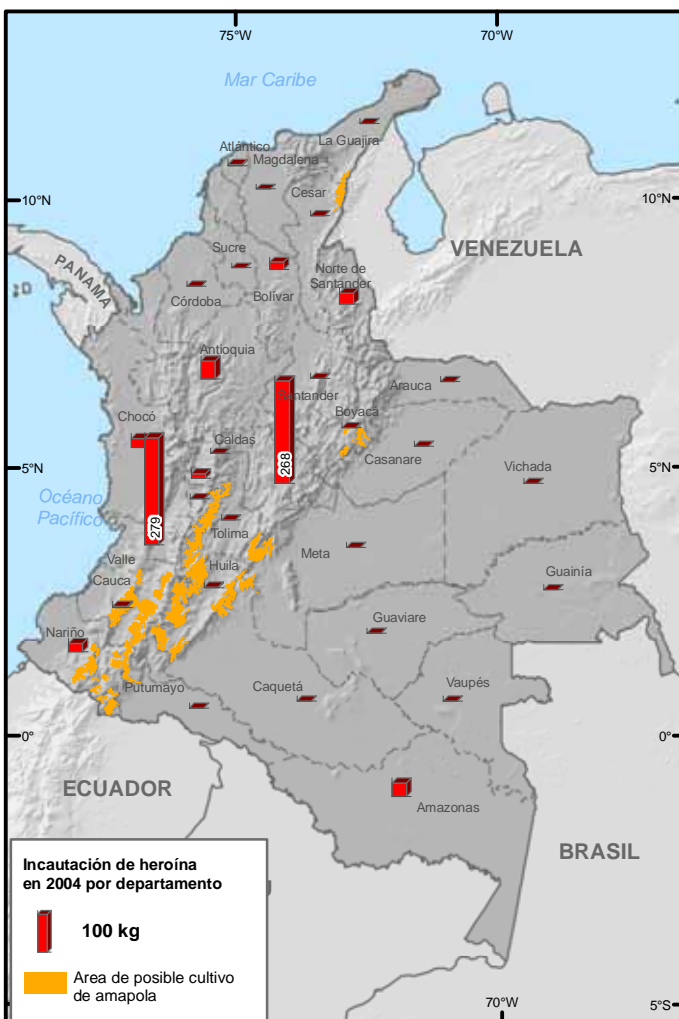 75°W
70°W
Mar Caribe
La Guajira
Atlántico
Magdalena
Cesar
10°N
10°N
VENEZUELA
PANAMA
Sucre
Norte de
Santander
Córdoba
Bolívar
Antioquia
Arauca
Santander
Chocó
Boyacá
Caldas
Casanare
268
5°N
5°N
Vichada
Océano
Pacífico
279
Tolima
Meta
Valle
Huila
Guainía
Cauca
Guaviare
Nariño
Putumayo
Caquetá
Vaupés
0°
0°
ECUADOR
Amazonas
BRASIL
Incautación de heroína
en 2004 por departamento
100 kg
Area de posible cultivo
de amapola
70°W
5°S